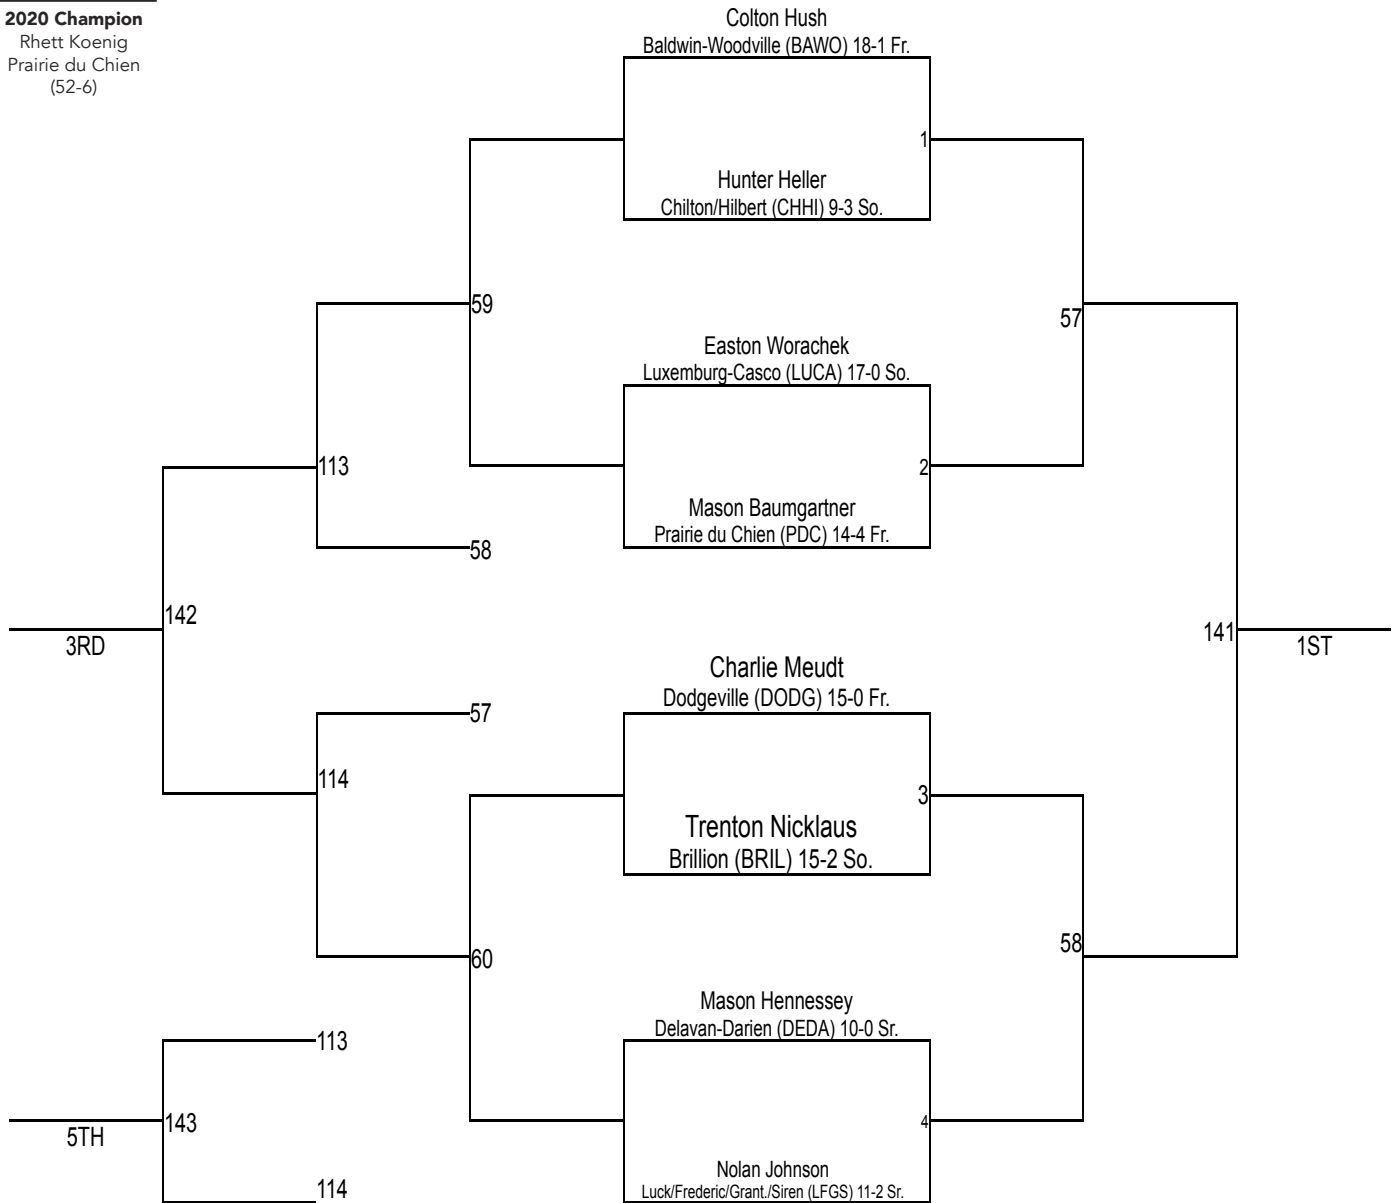 2020 Champion
Rhett Koenig
Prairie du Chien
(52-6)
Colton Hush
Baldwin-Woodville (BAWO) 18-1 Fr.
1
Hunter Heller
Chilton/Hilbert (CHHI) 9-3 So.
59
57
Easton Worachek
Luxemburg-Casco (LUCA) 17-0 So.
113
2
Mason Baumgartner
Prairie du Chien (PDC) 14-4 Fr.
58
142
3RD
141
1ST
Charlie Meudt
Dodgeville (DODG) 15-0 Fr.
57
114
3
Trenton Nicklaus
Brillion (BRIL) 15-2 So.
60
58
Mason Hennessey
Delavan-Darien (DEDA) 10-0 Sr.
113
143
5TH
4
Nolan Johnson
Luck/Frederic/Grant./Siren (LFGS) 11-2 Sr.
114